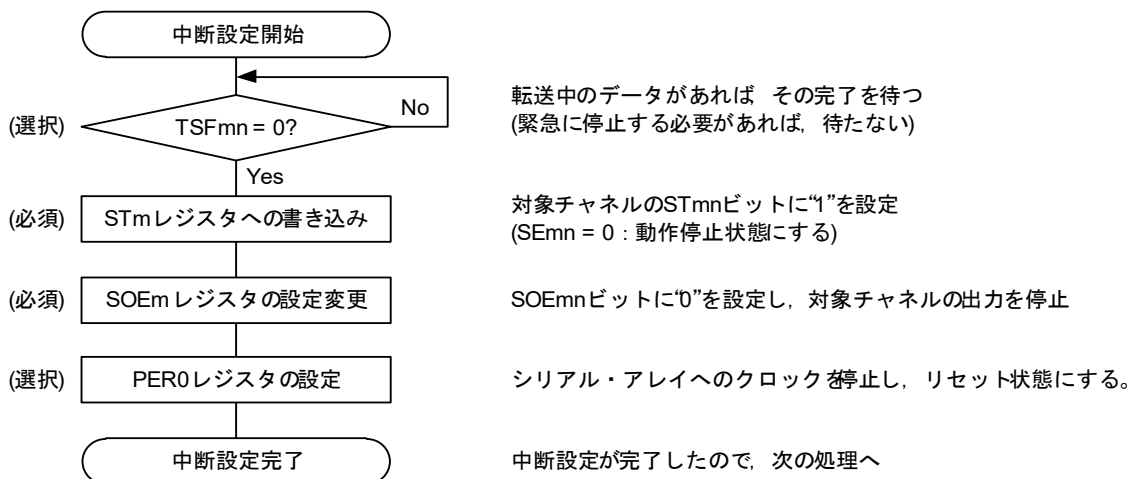 中断設定開始
No
転送中のデータがあれば その完了を待つ
(選択) TSFmn = 0? (緊急に停止する必要があれば, 待たない)
Yes
(必須) STmレジスタへの書き込み 対象チャネルのSTmnビットに“1”を設定
(SEmn = 0 : 動作停止状態にする)
(必須) SOEmレジスタの設定変更 SOEmnビットに“0”を設定し, 対象チャネルの出力を停止
(選択) PER0レジスタの設定 シリアル・アレイへのクロックを停止し, リセット状態にする。
中断設定完了 中断設定が完了したので, 次の処理へ